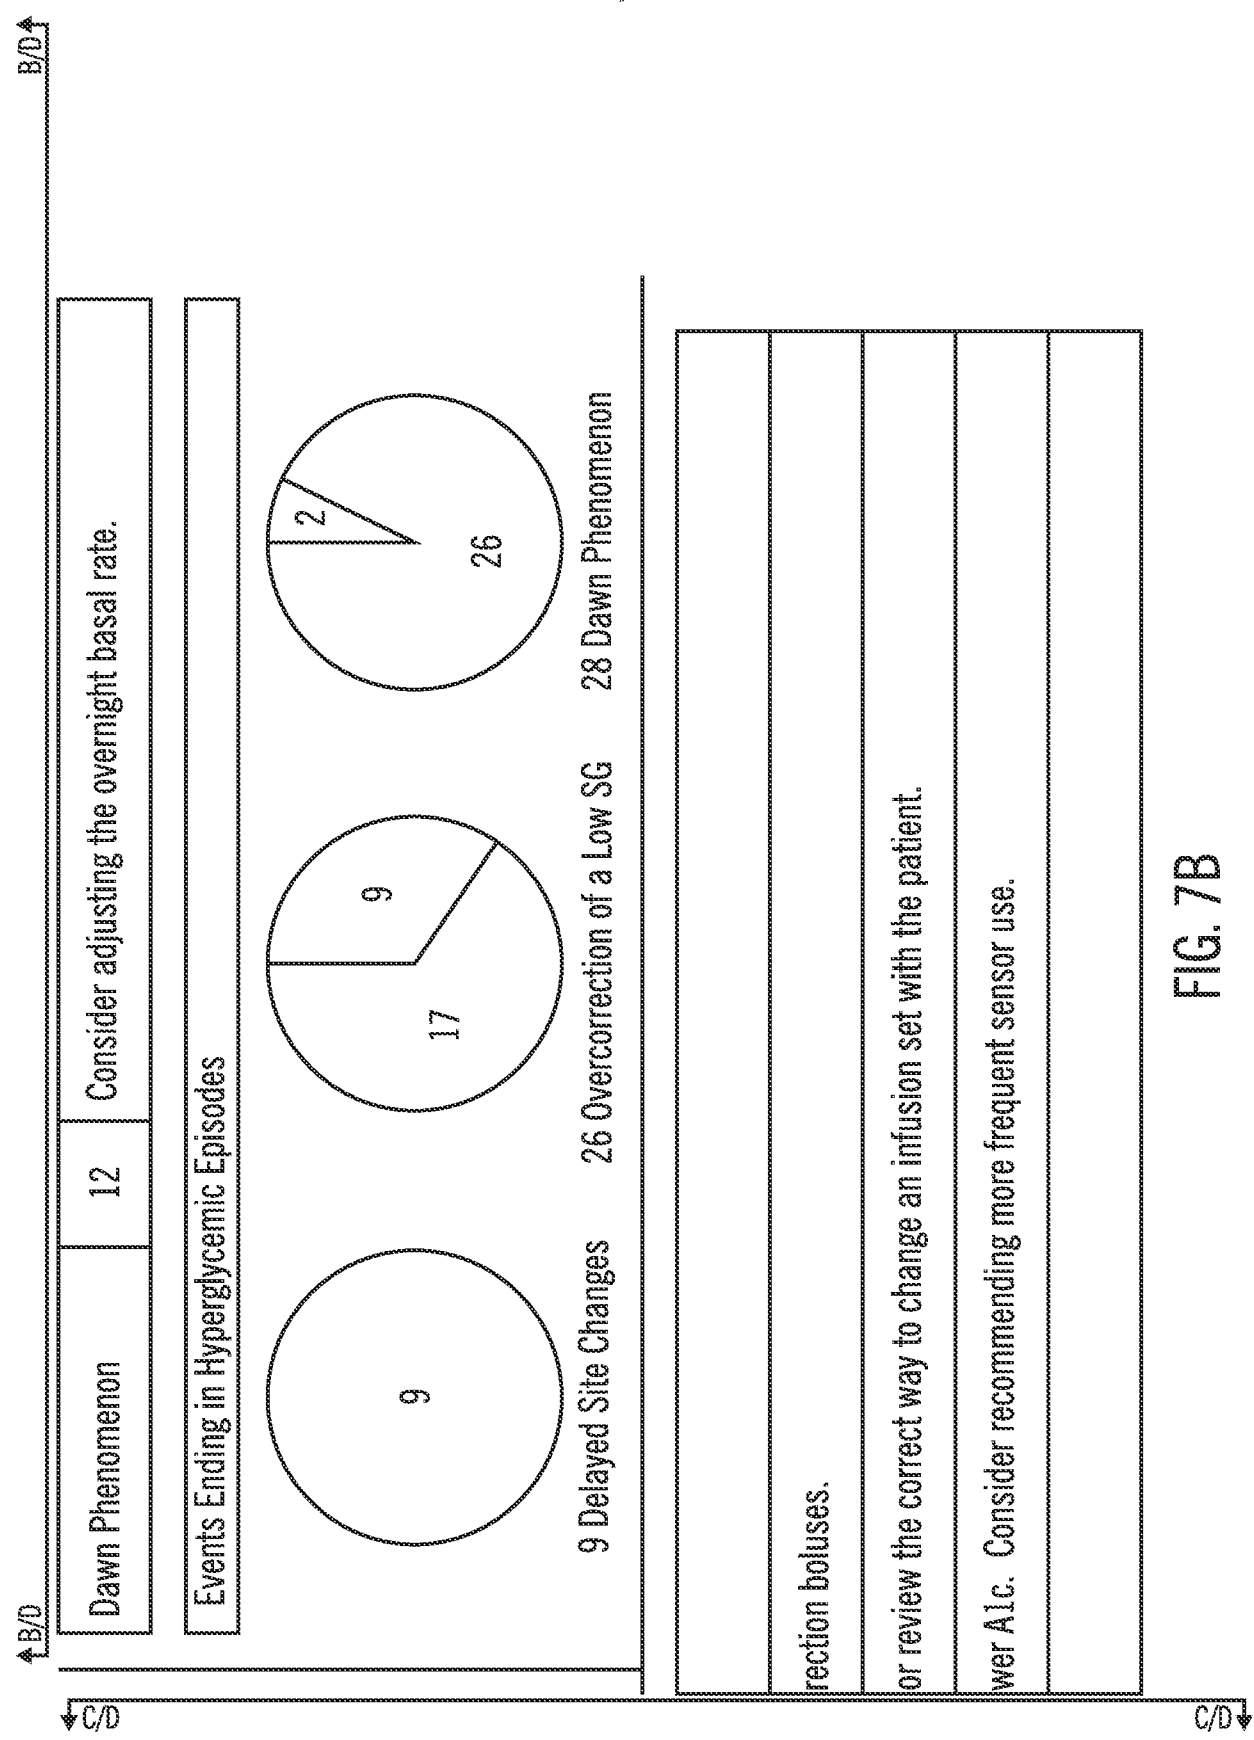 B/D
B/D
Dawn Phenomenon
12
Consider adjusting the overnight basal rate.
Events Ending in Hyperglycemic Episodes
9
9
17
2
26
9 Delayed Site Changes
26 Overcorrection of a Low SG
28 Dawn Phenomenon
rection boluses.
or review the correct way to change an infusion set with the patient.
wer A1c. Consider recommending more frequent sensor use.
C/D
C/D
FIG. 7B